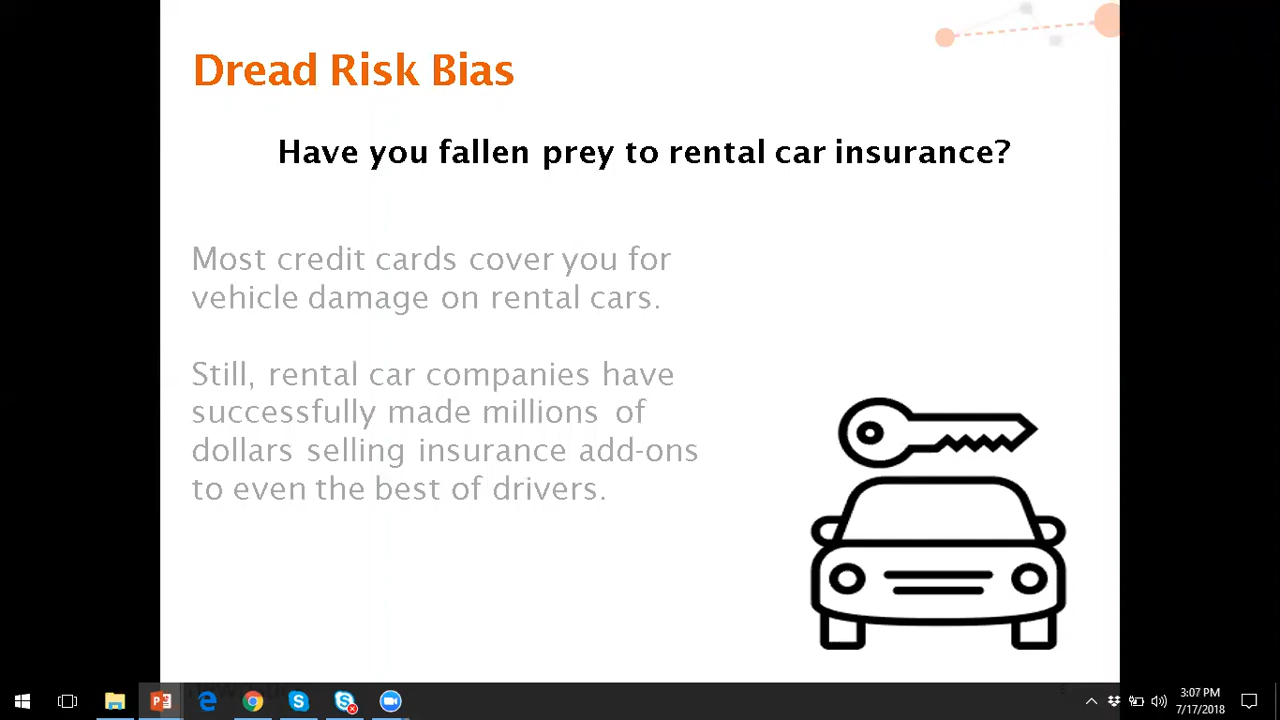 Dread Risk Bias
Have you fallen prey to rental car insurance?
Most credit cards cover you for
vehicle damage on rental cars.
Still, rental car companies have
successfully made millions of
dollars selling insurance add-ons
to even the best of drivers.
3:07 PM
7/17/2018